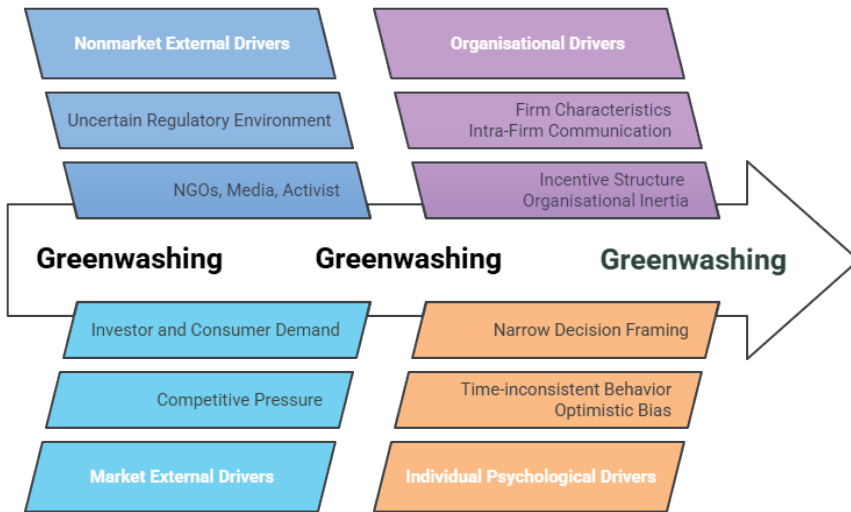 Nonmarket External Drivers
Organisational Drivers
Uncertain Regulatory Environment
Firm Characteristics
Intra-Firm Communication
NGOs, Media, Activist
Incentive Structure
Organisational Inertia
Greenwashing
Greenwashing
Greenwashing
Investor and Consumer Demand
Narrow Decision Framing
Competitive Pressure
Time-inconsistent Behavior
Optimistic Bias
Market External Drivers
Individual Psychological Drivers